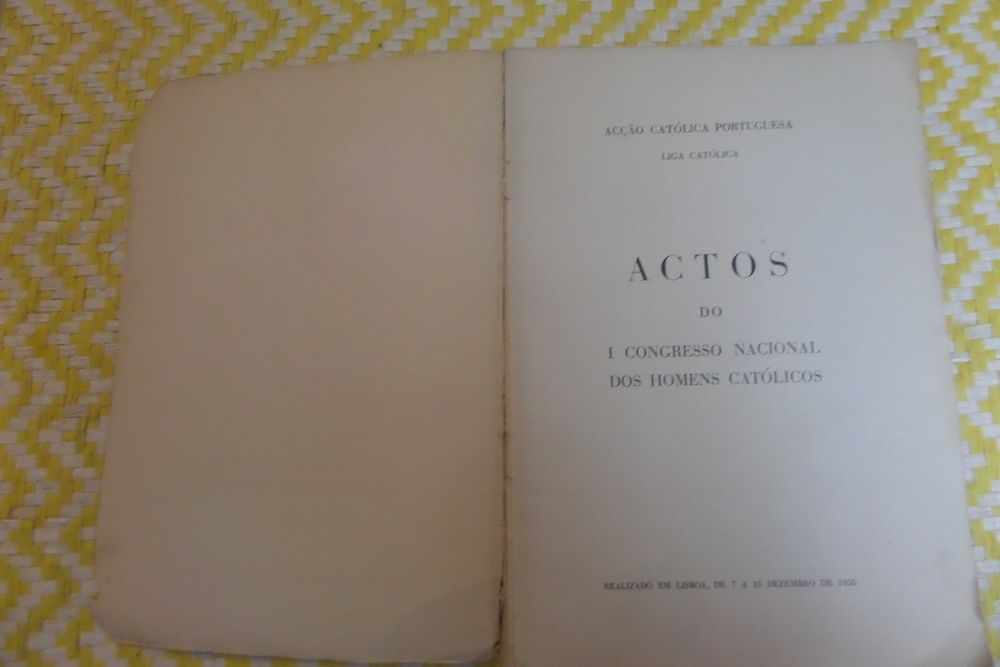 ACÇÃO CATÓLICA PORTUGUESA
LIGA CATÓLICA
ACTOS
DO
I CONGRESSO NACIONAL
DOS HOMENS CATÓLICOS
REALIZADO EM LISBOA, DE 7 A 10 DEZEMBRO DE 1950